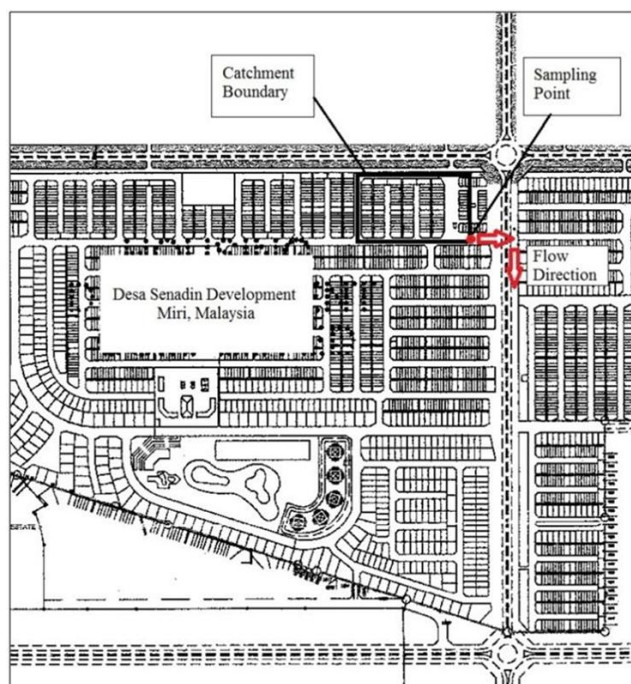 Catchment
Boundary
Sampling
Point
Flow
Direction
Desa Senadin Development
Miri, Malaysia
ESTATE